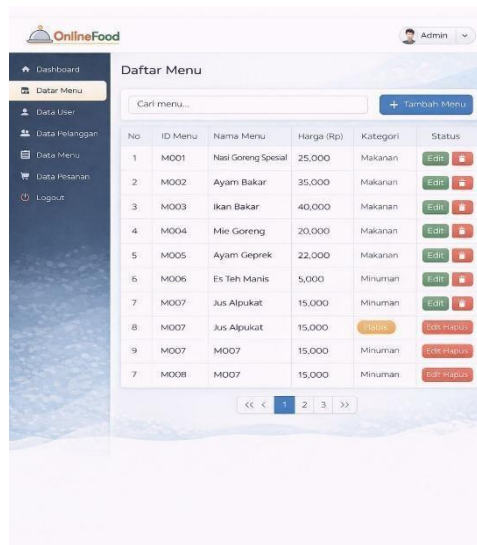 OnlineFood
Admin
Dashboard
Datar Menu
Data User
Data Pelanggan
Data Menu
Data Pesanan
Logout
Daftar Menu
Cari menu...
+ Tambah Menu
No ID Menu Nama Menu Harga (Rp) Kategori Status
1 M001 Nasi Goreng Spesial 25,000 Makanan Edit
2 M002 Ayam Bakar 35,000 Makanan Edit
3 M003 Ikan Bakar 40,000 Makanan Edit
4 M004 Mie Goreng 20,000 Makanan Edit
5 M005 Ayam Geprek 22,000 Makanan Edit
6 M006 Es Teh Manis 5,000 Minuman Edit
7 M007 Jus Alpukat 15,000 Minuman Edit
8 M007 Jus Alpukat 15,000 Habis Edit Hapus
9 M007 M007 15,000 Minuman Edit Hapus
7 M008 M007 15,000 Minuman Edit Hapus
<< < 1 2 3 >>